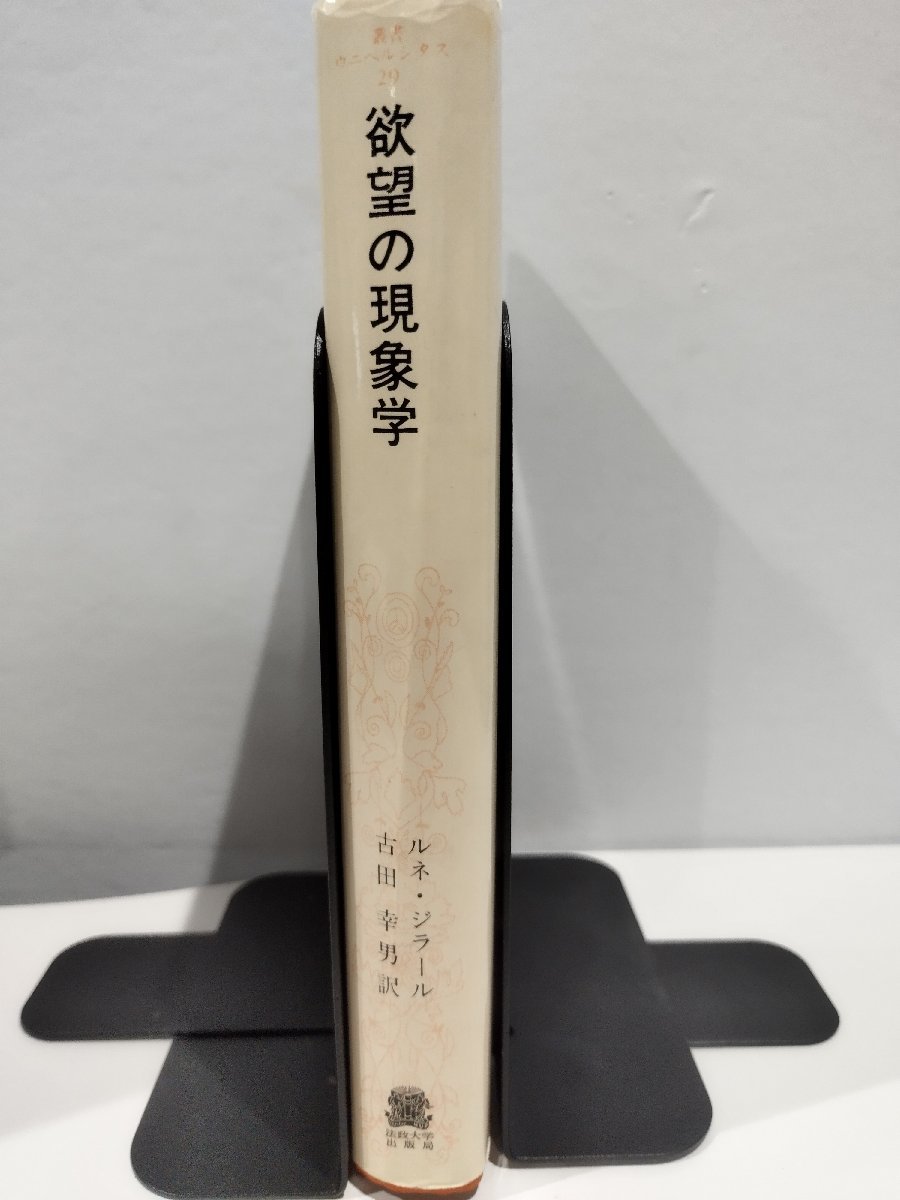 叢書
ウニベルシタス
29
欲望の現象学
ルネ・ジラール
古田幸男訳
法政大学
出版局